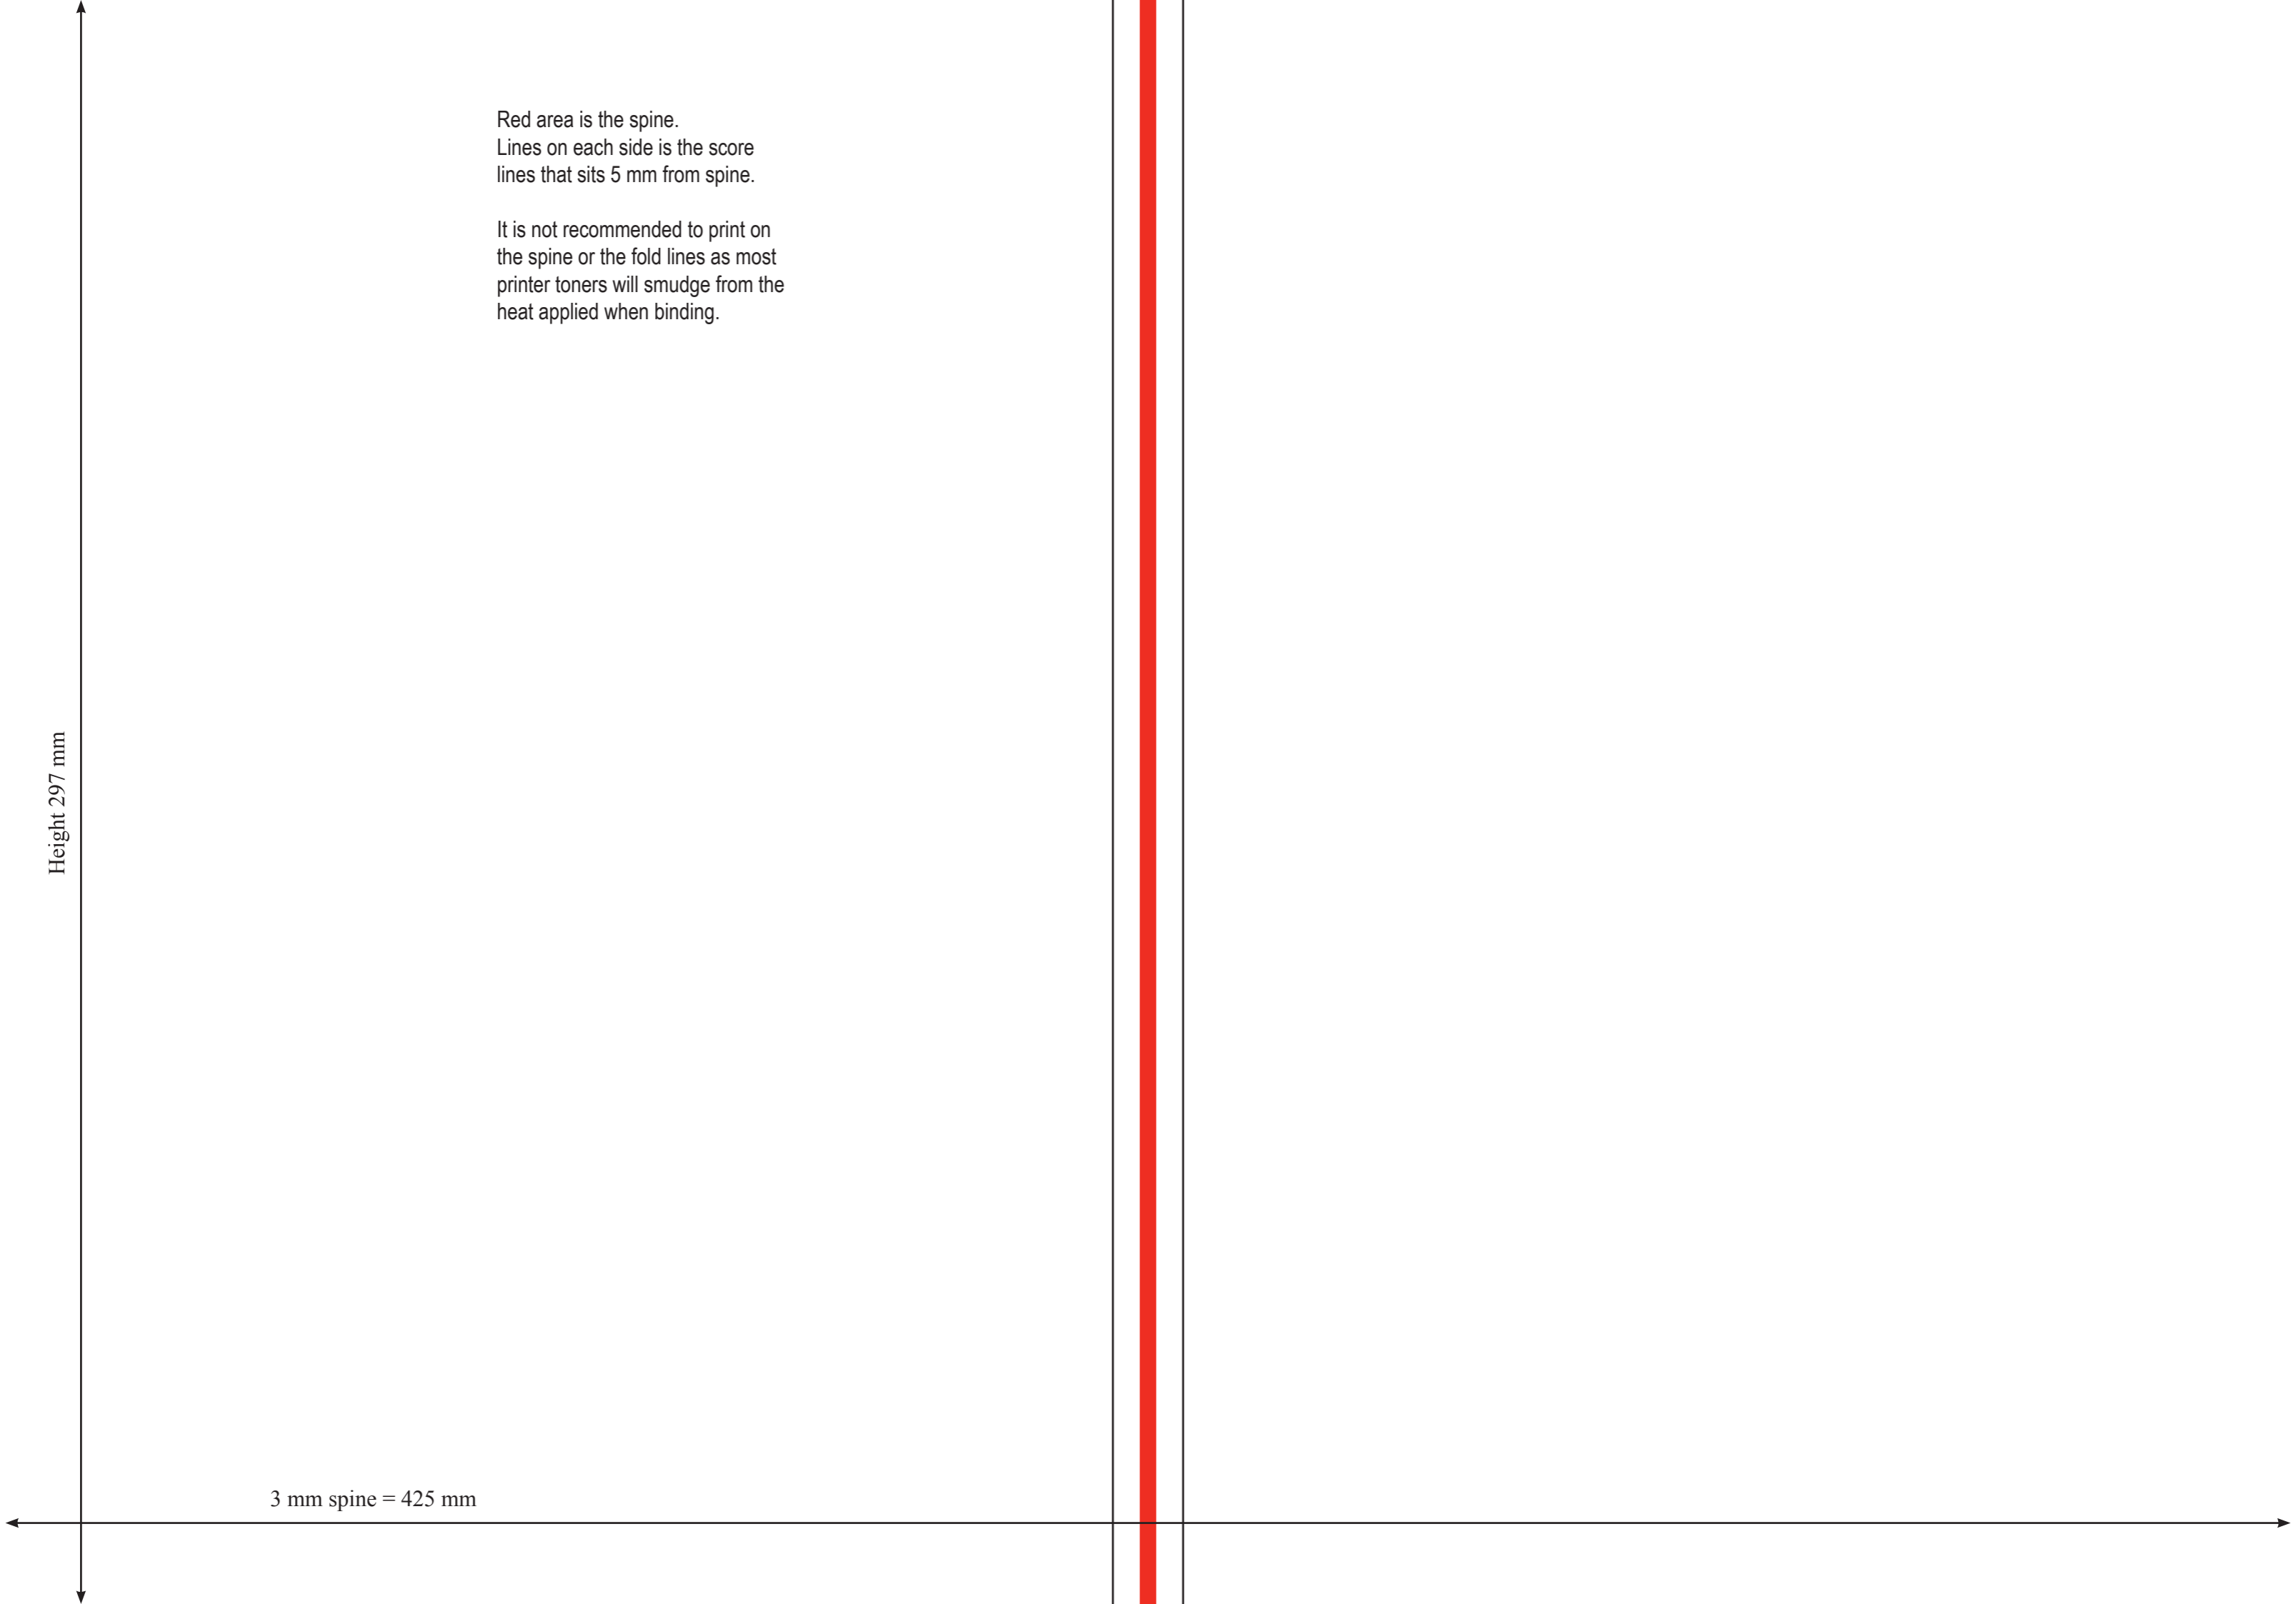 Red area is the spine.
Lines on each side is the score
lines that sits 5 mm from spine.
It is not recommended to print on
the spine or the fold lines as most
printer toners will smudge from the
heat applied when binding.
Height 297 mm
3 mm spine = 425 mm